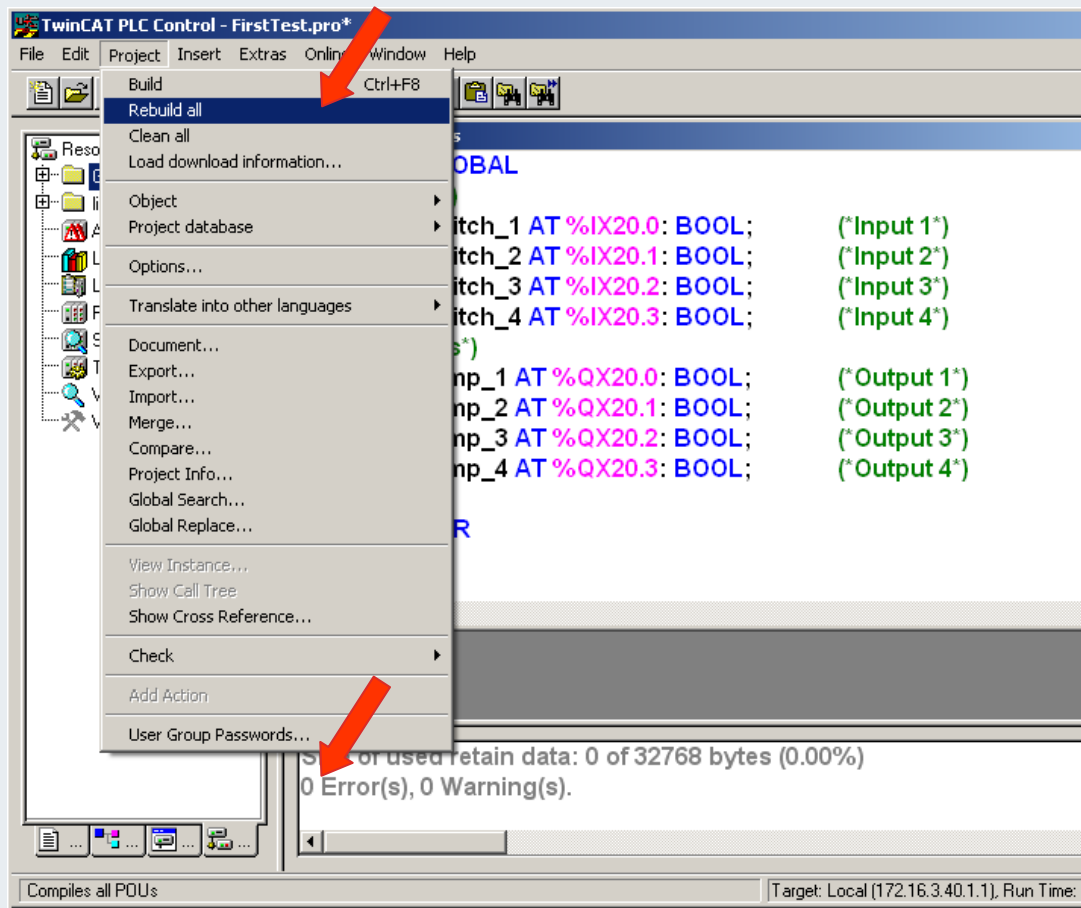 TwinCAT PLC Control - FirstTest.pro*
File Edit Project Insert Extras Online Window Help
Build Ctrl+F8
Rebuild all
Clean all
Load download information...
Object
Project database
Options...
Translate into other languages
Document...
Export...
Import...
Merge...
Compare...
Project Info...
Global Search...
Global Replace...
View Instance...
Show Call Tree
Show Cross Reference...
Check
Add Action
User Group Passwords...
Reso
OBAL
itch_1 AT %IX20.0: BOOL; (*Input 1*)
itch_2 AT %IX20.1: BOOL; (*Input 2*)
itch_3 AT %IX20.2: BOOL; (*Input 3*)
itch_4 AT %IX20.3: BOOL; (*Input 4*)
s*)
mp_1 AT %QX20.0: BOOL; (*Output 1*)
mp_2 AT %QX20.1: BOOL; (*Output 2*)
mp_3 AT %QX20.2: BOOL; (*Output 3*)
mp_4 AT %QX20.3: BOOL; (*Output 4*)
R
of used retain data: 0 of 32768 bytes (0.00%)
0 Error(s), 0 Warning(s).
Compiles all POUs
Target: Local (172.16.3.40.1.1), Run Time: